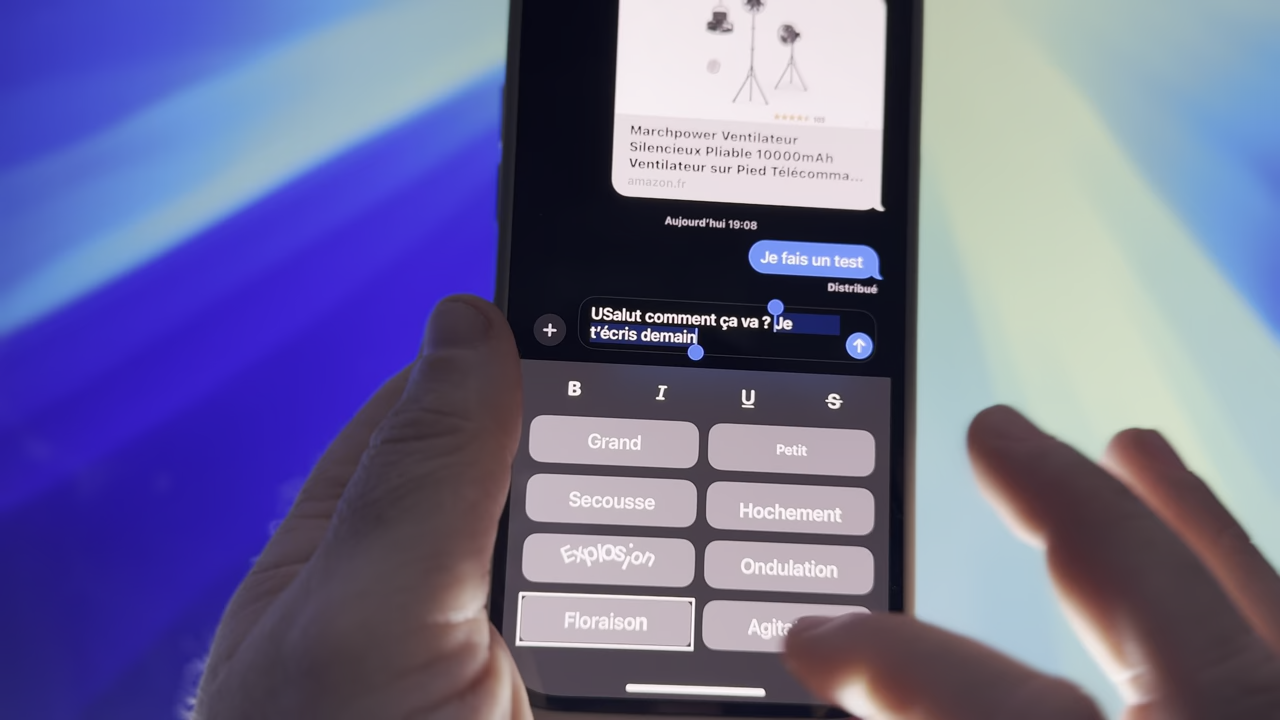 Marchpower Ventilateur
Silencieux Pliable 10000mAh
Ventilateur sur Pied Télécomma...
amazon.fr
Aujourd'hui 19:08
Je fais un test
Distribué
USalut comment ça va ? Je
t'écris demain
B I U S
Grand Petit
Secousse Hochement
Explosion Ondulation
Floraison